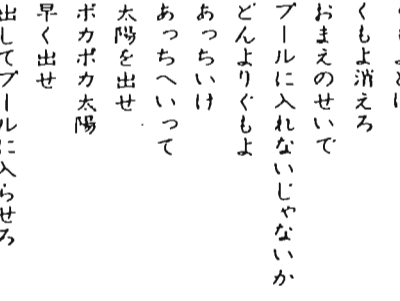 くもよ消えろ
おまえのせいで
プールに入れないじゃないか
どんよりぐもよ
あっちいけ
あっちへいって
太陽を出せ
ポカポカ太陽
早く出せ
出してプールに入らせろ